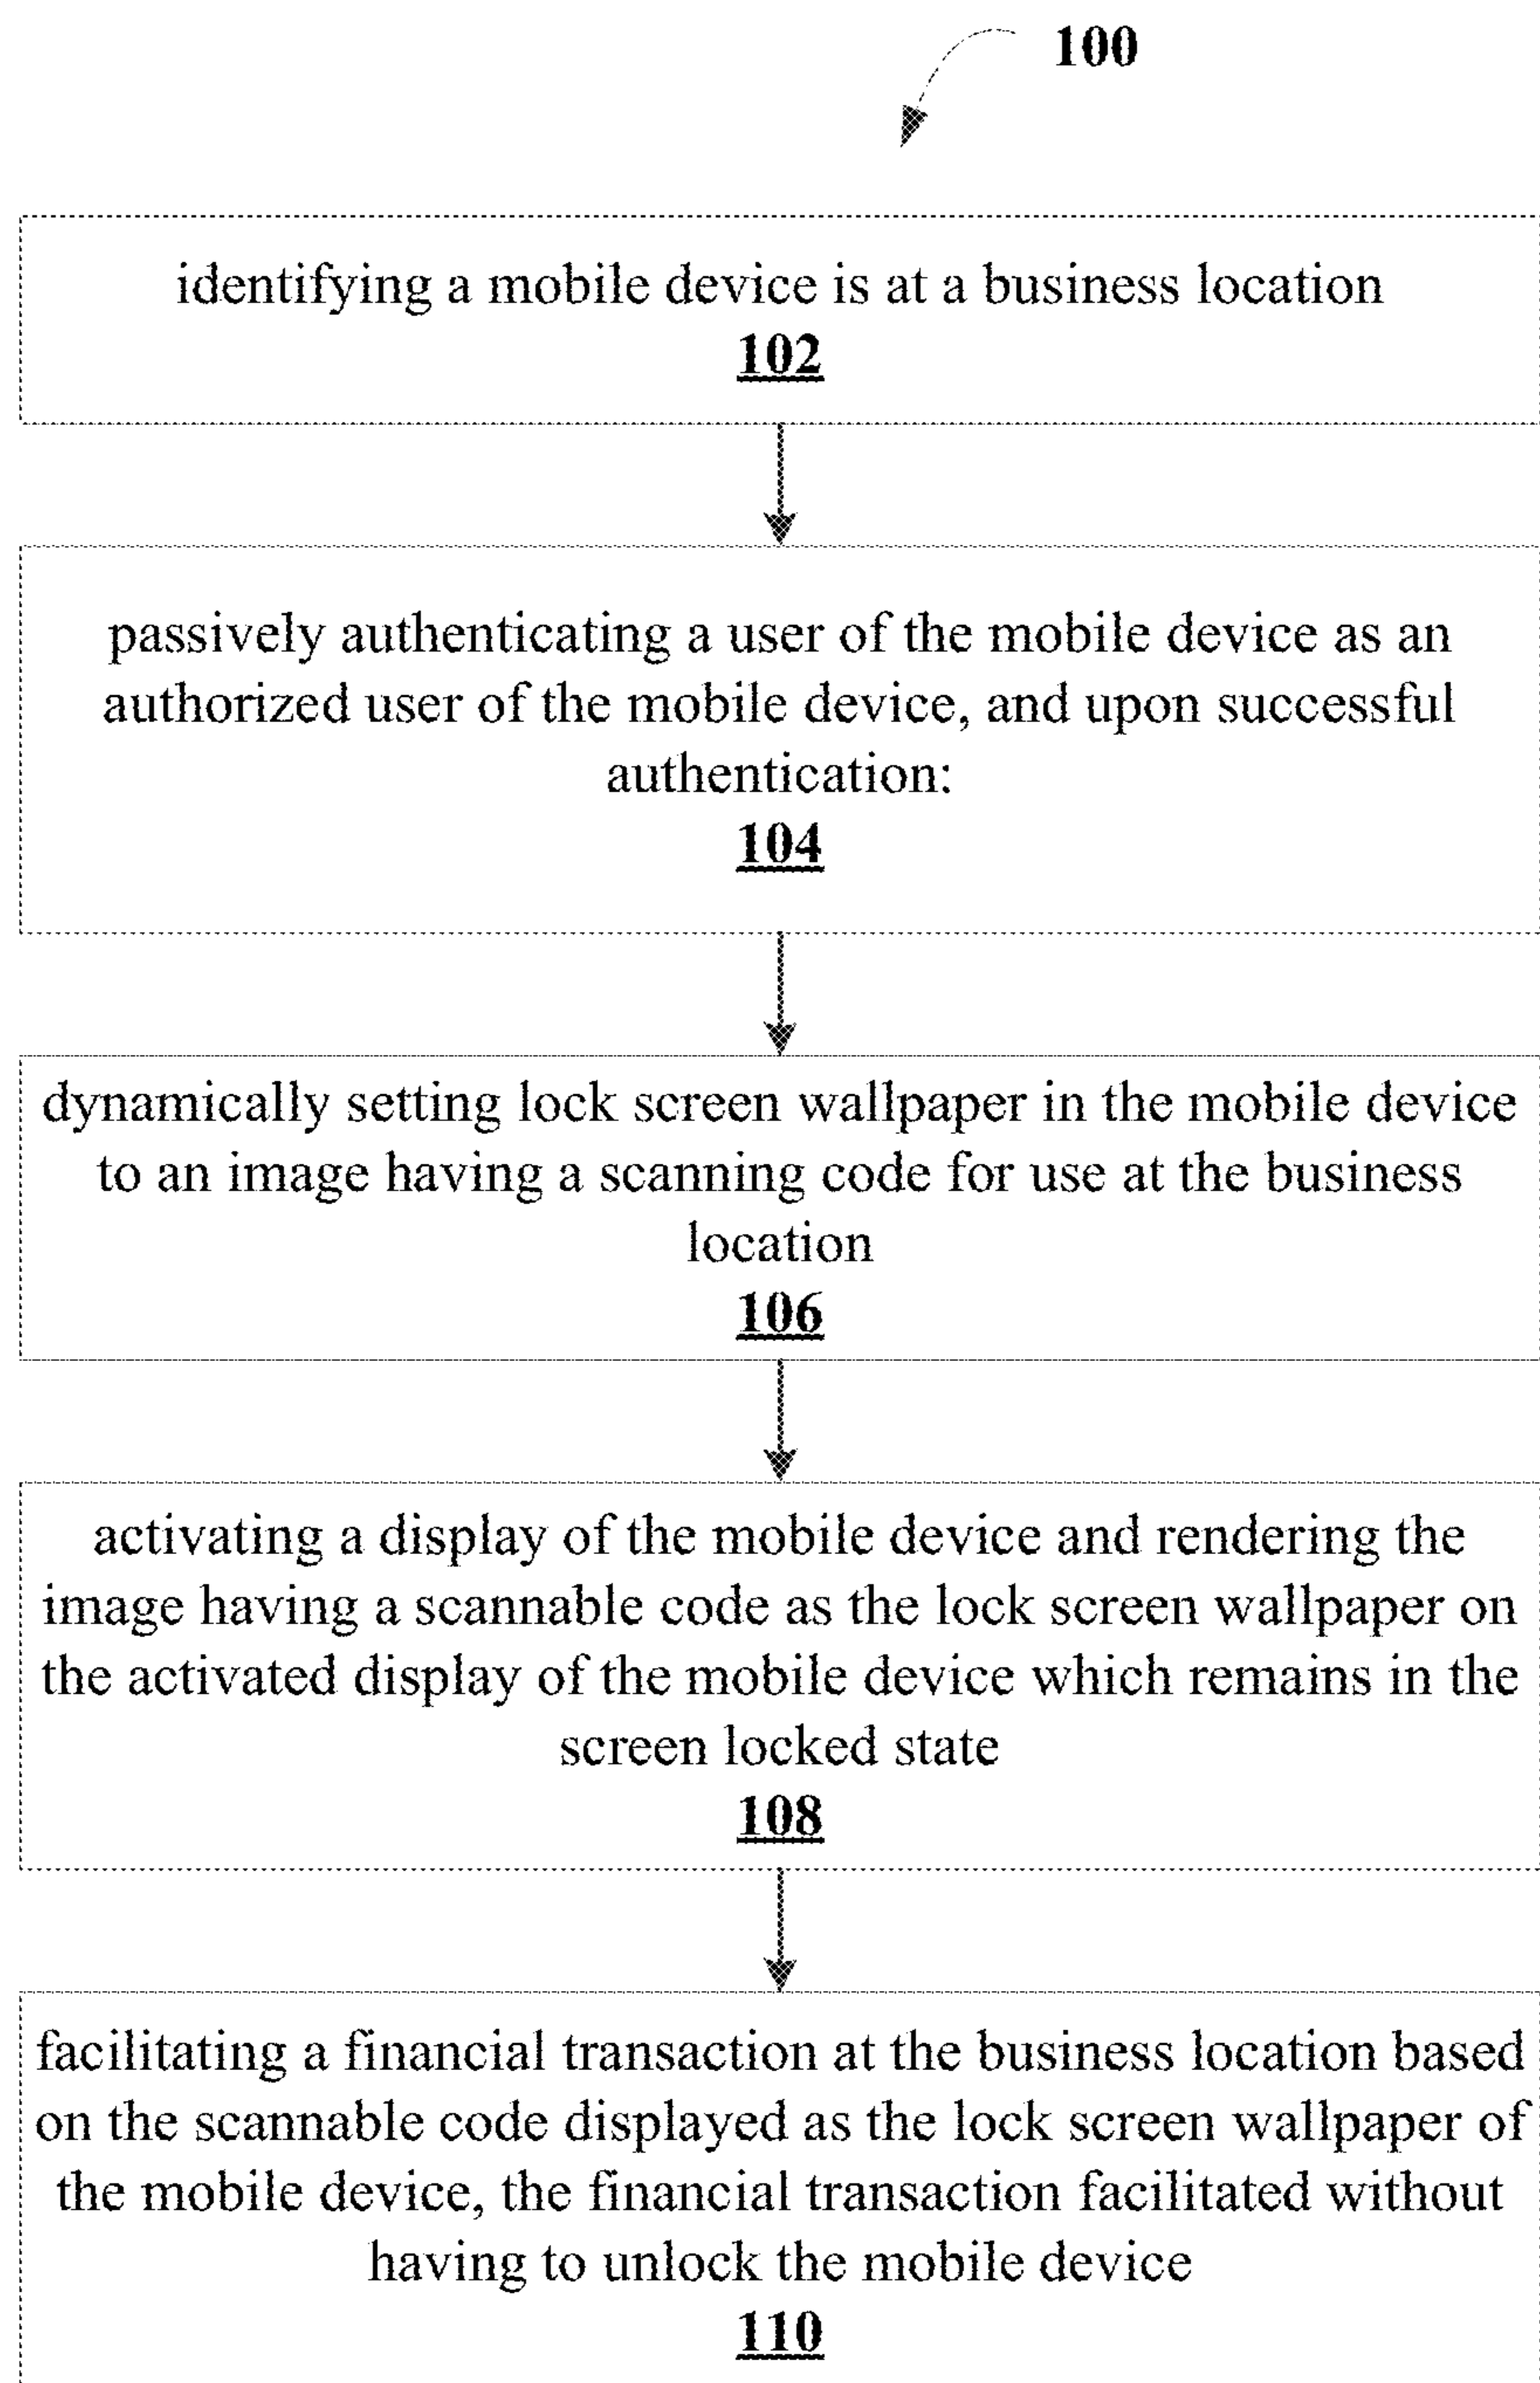 100
identifying a mobile device is at a business location
102
passively authenticating a user of the mobile device as an
authorized user of the mobile device, and upon successful
authentication:
104
dynamically setting lock screen wallpaper in the mobile device
to an image having a scanning code for use at the business
location
106
activating a display of the mobile device and rendering the
image having a scannable code as the lock screen wallpaper on
the activated display of the mobile device which remains in the
screen locked state
108
facilitating a financial transaction at the business location based
on the scannable code displayed as the lock screen wallpaper of
the mobile device, the financial transaction facilitated without
having to unlock the mobile device
110